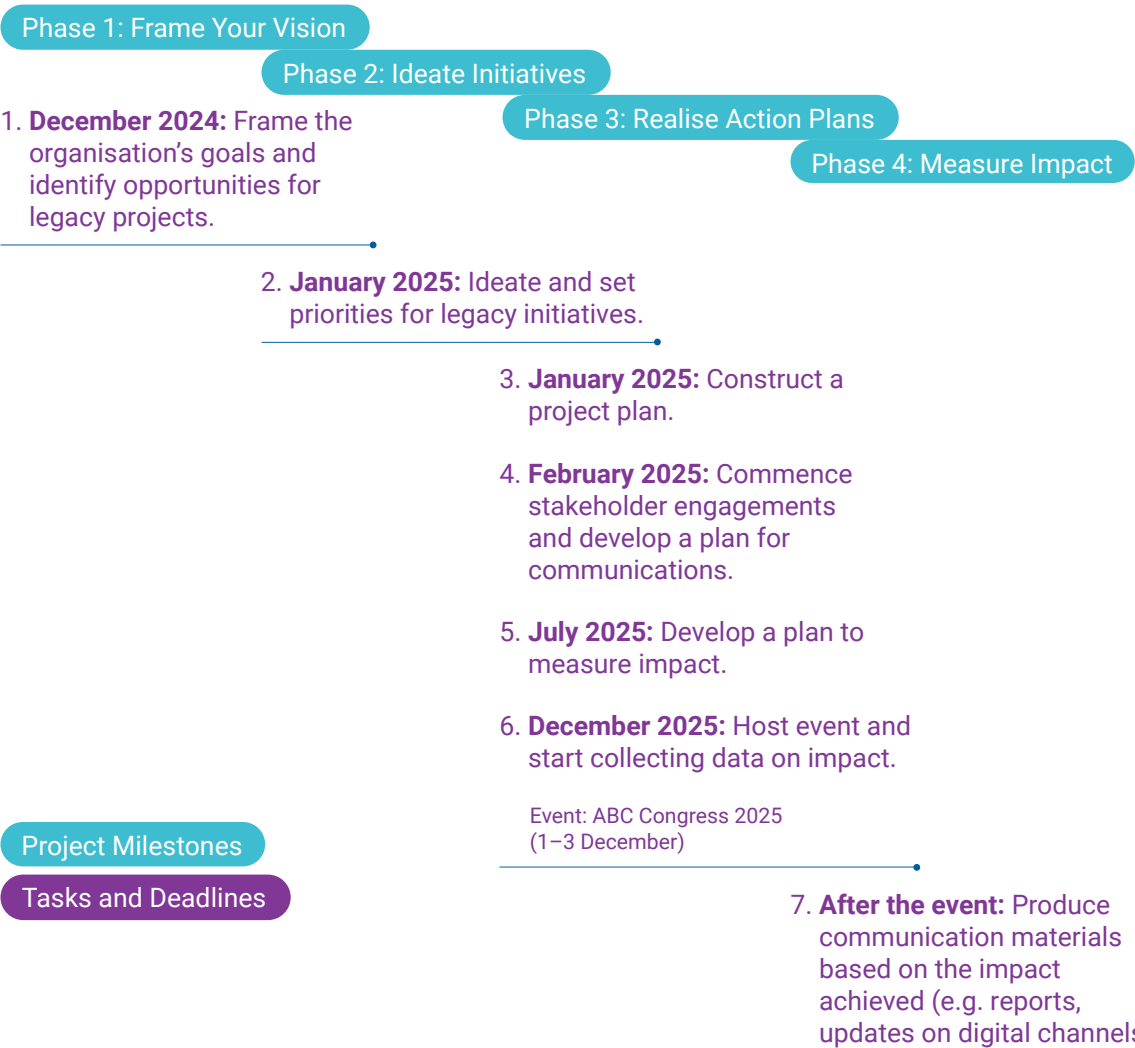 Phase 1: Frame Your Vision
Phase 2: Ideate Initiatives
Phase 3: Realise Action Plans
Phase 4: Measure Impact
1. December 2024: Frame the
organisation’s goals and
identify opportunities for
legacy projects.
2. January 2025: Ideate and set
priorities for legacy initiatives.
3. January 2025: Construct a
project plan.
4. February 2025: Commence
stakeholder engagements
and develop a plan for
communications.
5. July 2025: Develop a plan to
measure impact.
6. December 2025: Host event and
start collecting data on impact.
Event: ABC Congress 2025
(1–3 December)
Project Milestones
Tasks and Deadlines
7. After the event: Produce
communication materials
based on the impact
achieved (e.g. reports,
updates on digital channels